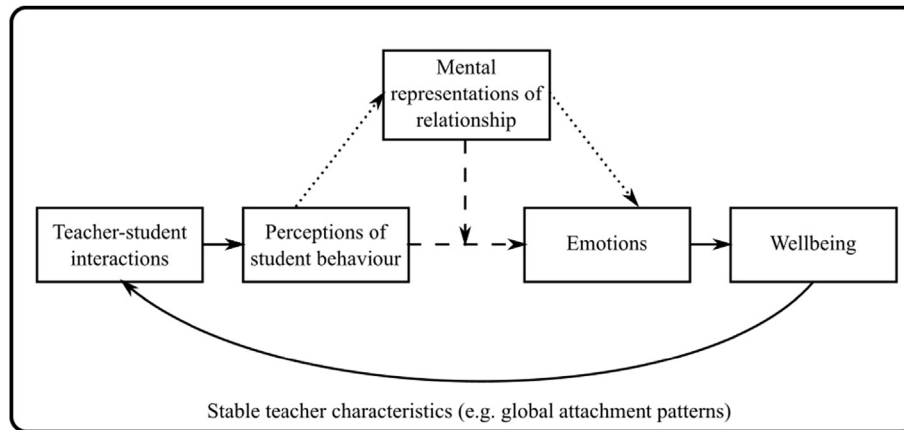 Mental
representations of
relationship
Teacher-student
interactions
Perceptions of
student behaviour
Emotions
Wellbeing
Stable teacher characteristics (e.g. global attachment patterns)